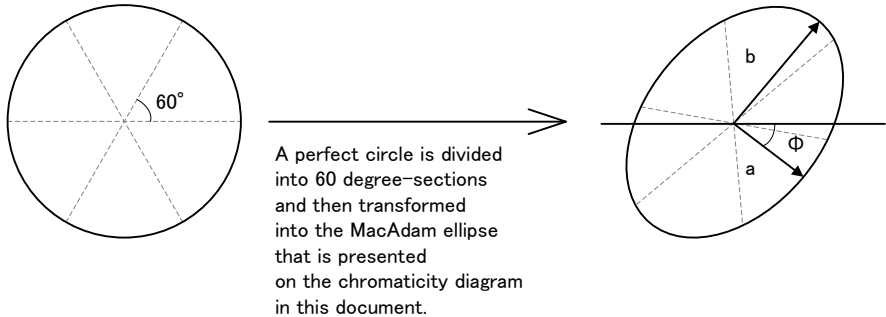 60°
A perfect circle is divided
into 60 degree-sections
and then transformed
into the MacAdam ellipse
that is presented
on the chromaticity diagram
in this document.
b
Φ
a